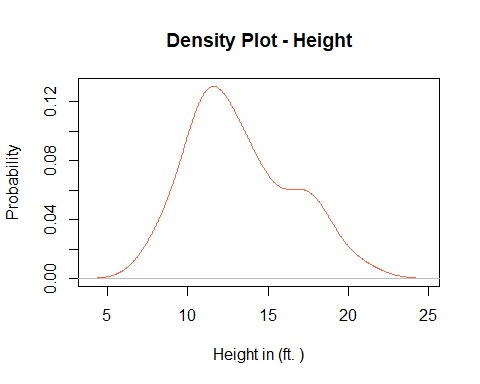 Density Plot - Height
Probability
0.12
0.08
0.04
0.00
5 10 15 20 25
Height in (ft. )